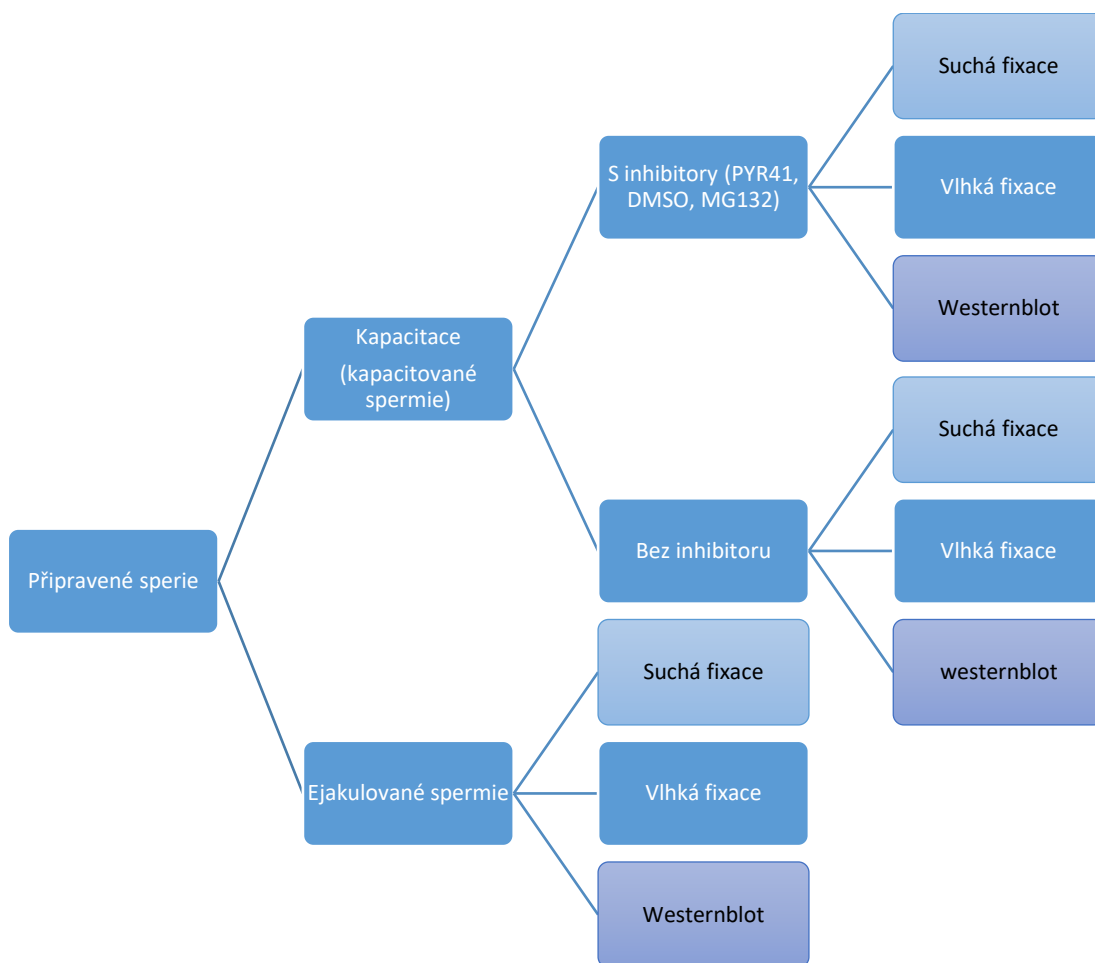 Suchá fixace
S inhibitory (PYR41,
DMSO, MG132)
Vlhká fixace
Westernblot
Kapacitace
(kapacitované
spermie)
Suchá fixace
Bez inhibitoru
Vlhká fixace
westernblot
Připravené sperie
Suchá fixace
Ejakulované spermie
Vlhká fixace
Westernblot